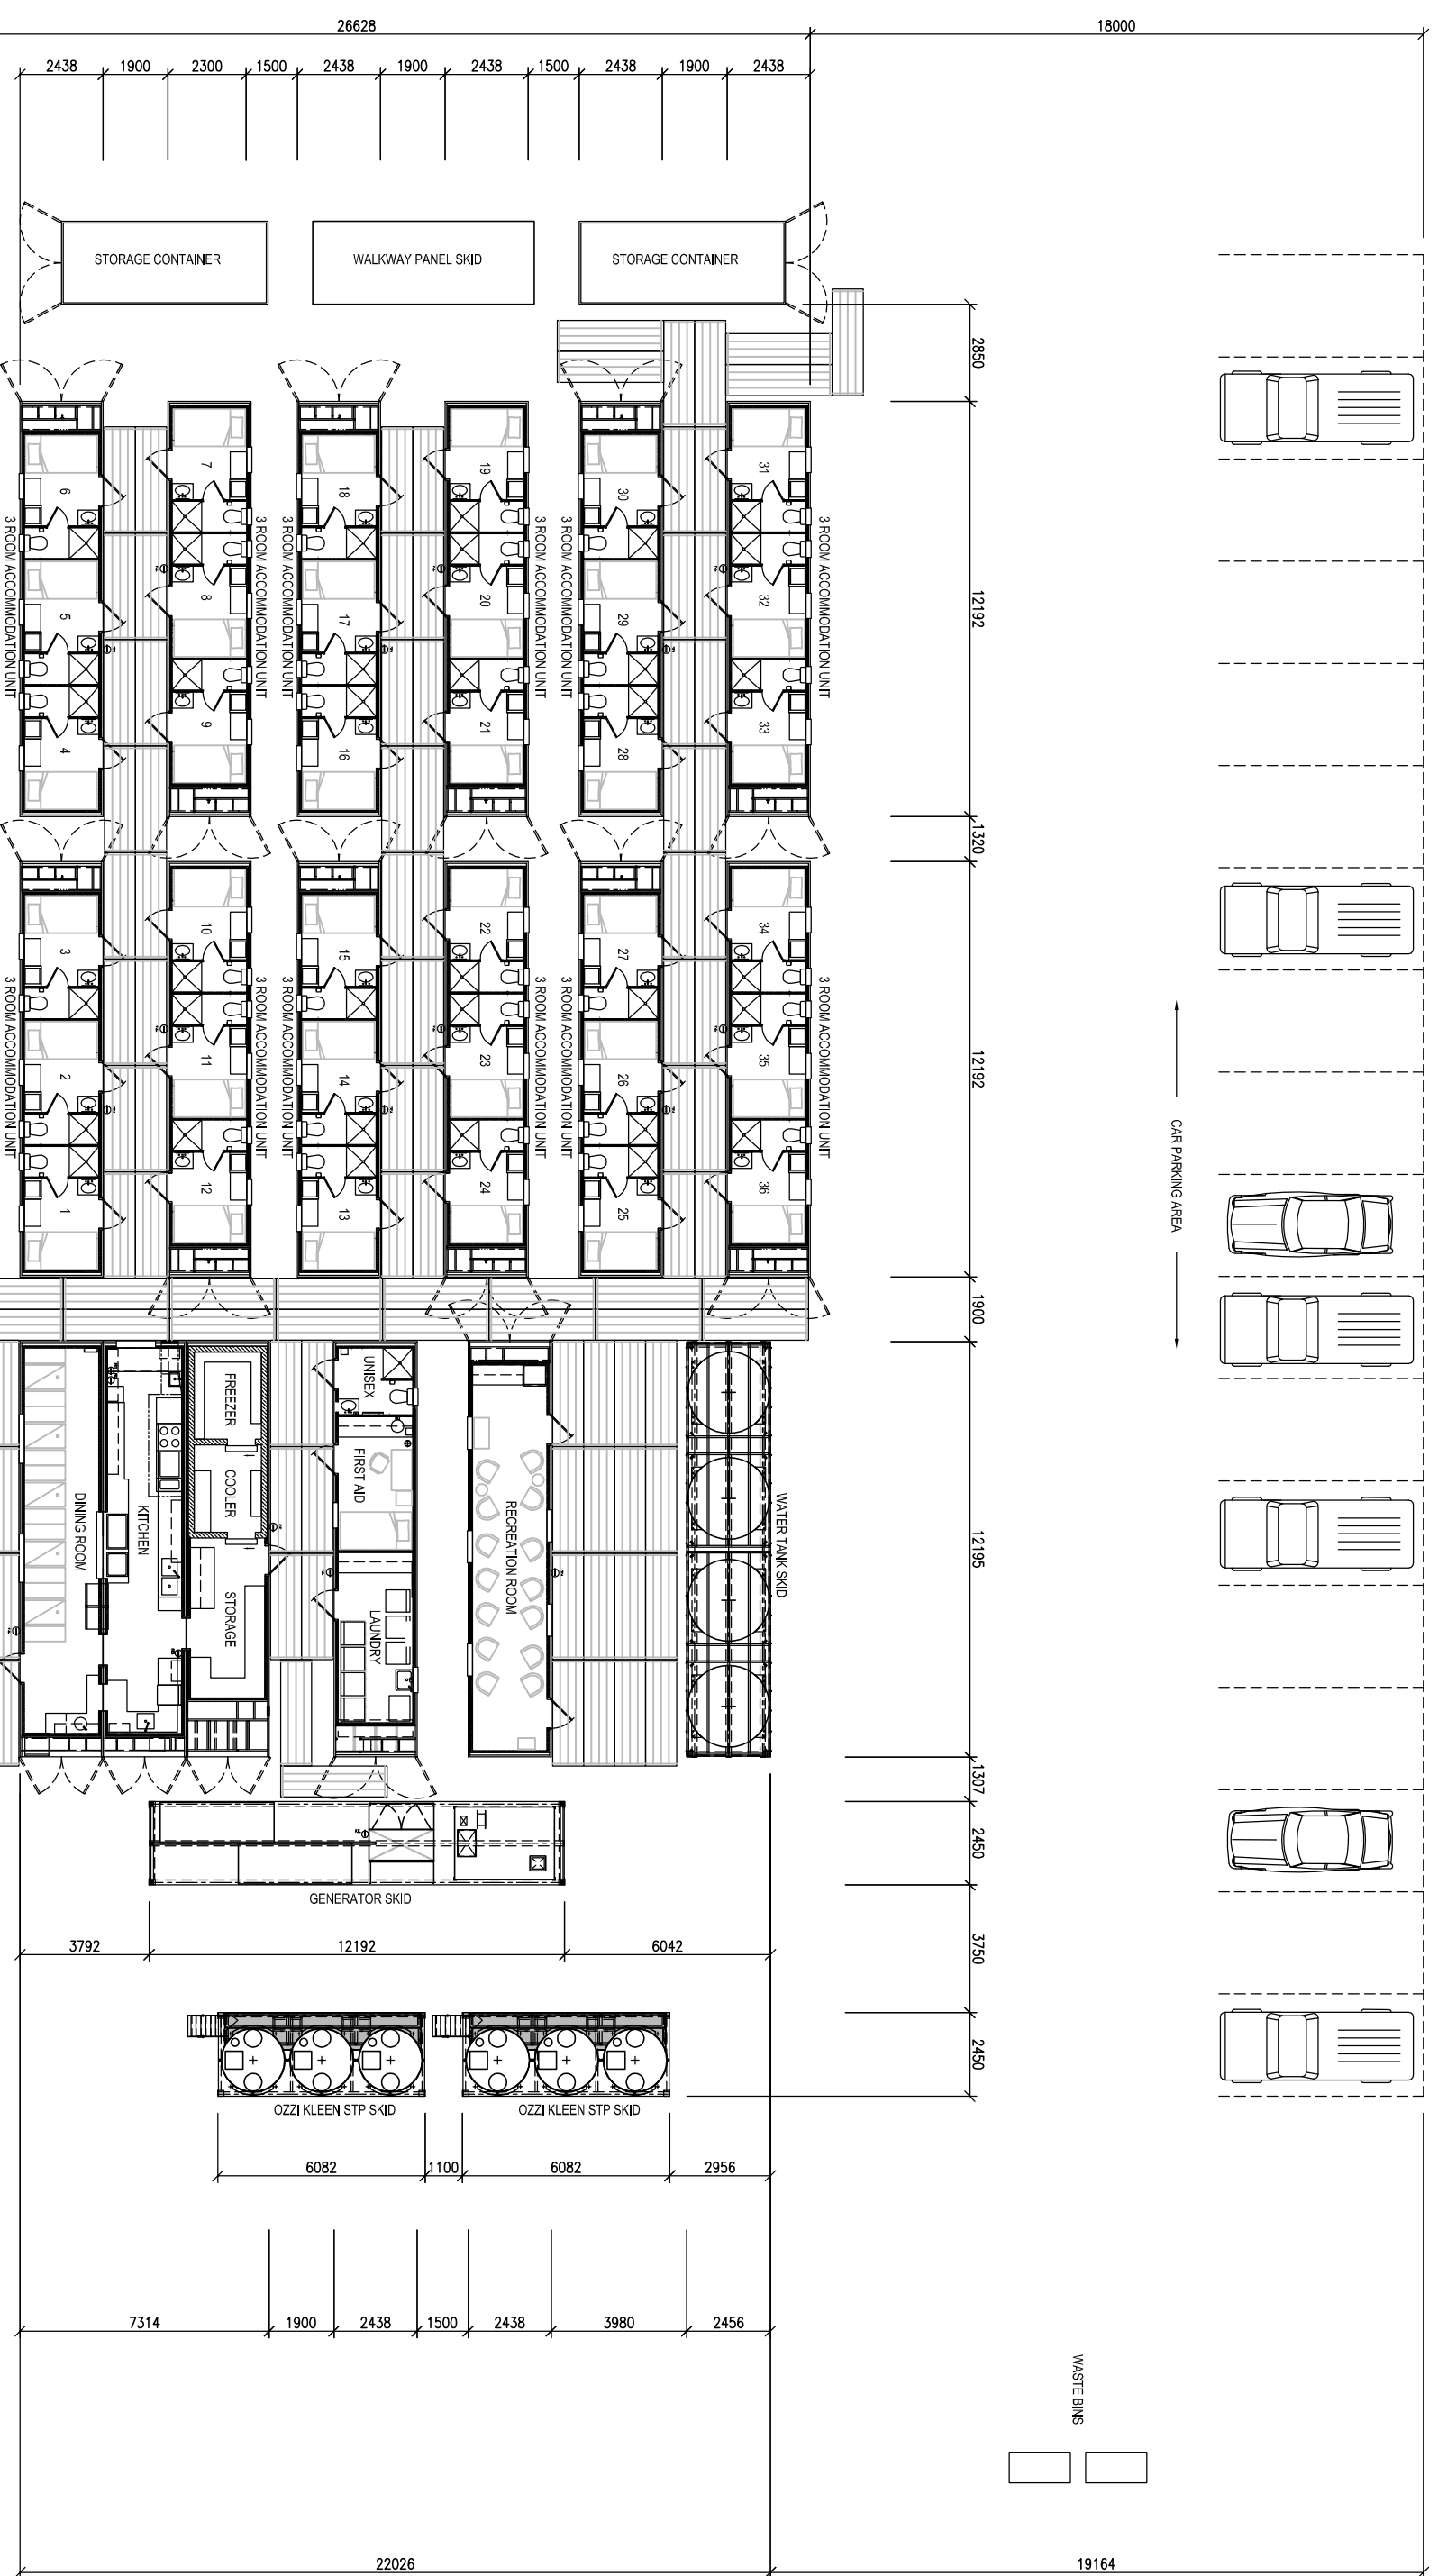 26628
18000
2438
1900
2300
1500
2438
1900
2438
1500
2438
1900
2438
STORAGE CONTAINER
WALKWAY PANEL SKID
STORAGE CONTAINER
2850
12192
1320
12192
1900
12195
1307
2450
3750
2450
6
7
18
19
30
31
5
8
17
20
29
32
4
9
16
21
28
33
3 ROOM ACCOMMODATION UNIT
3 ROOM ACCOMMODATION UNIT
3 ROOM ACCOMMODATION UNIT
3 ROOM ACCOMMODATION UNIT
3 ROOM ACCOMMODATION UNIT
3 ROOM ACCOMMODATION UNIT
3
10
15
22
27
34
2
11
14
23
26
35
1
12
13
24
25
36
3 ROOM ACCOMMODATION UNIT
3 ROOM ACCOMMODATION UNIT
3 ROOM ACCOMMODATION UNIT
3 ROOM ACCOMMODATION UNIT
3 ROOM ACCOMMODATION UNIT
3 ROOM ACCOMMODATION UNIT
CAR PARKING AREA
DINING ROOM
KITCHEN
FREEZER
COOLER
STORAGE
UNISEX
FIRST AID
LAUNDRY
RECREATION ROOM
WATER TANK SKID
GENERATOR SKID
3792
12192
6042
OZZI KLEEN STP SKID
OZZI KLEEN STP SKID
6082
1100
6082
2956
7314
1900
2438
1500
2438
3980
2456
WASTE BINS
22026
19164